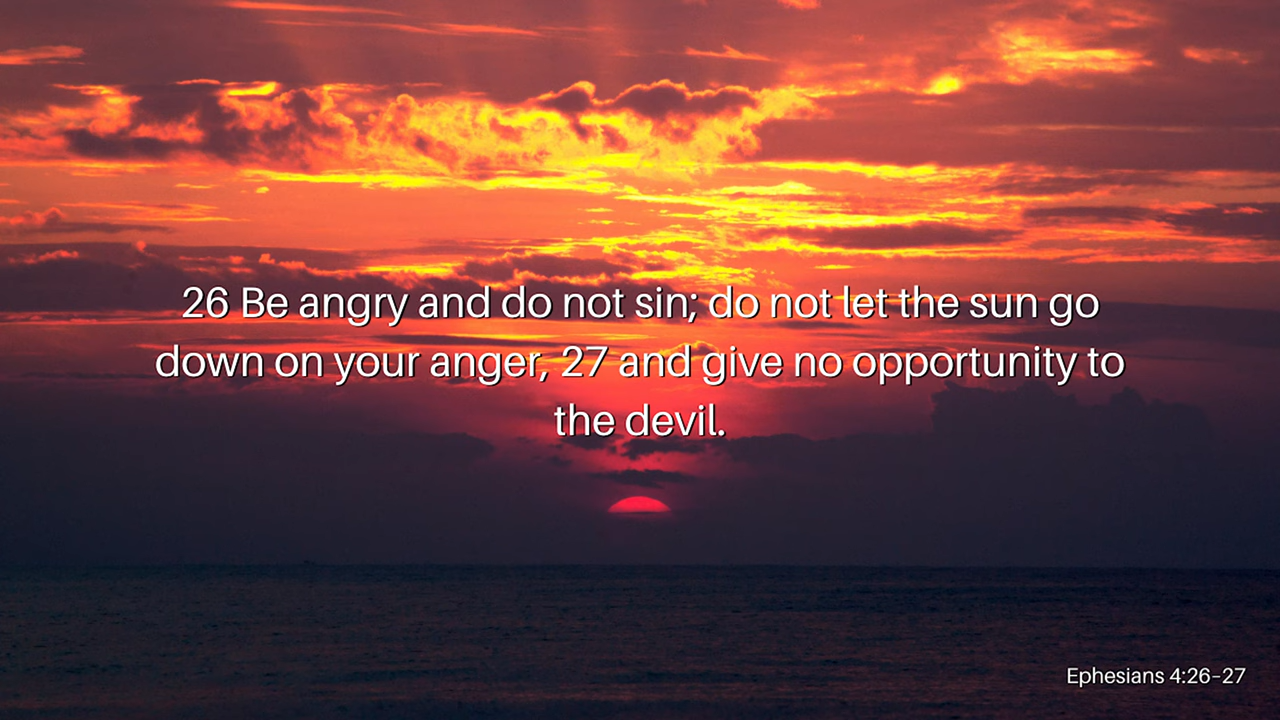 26 Be angry and do not sin; do not let the sun go
down on your anger, 27 and give no opportunity to
the devil.
Ephesians 4:26-27